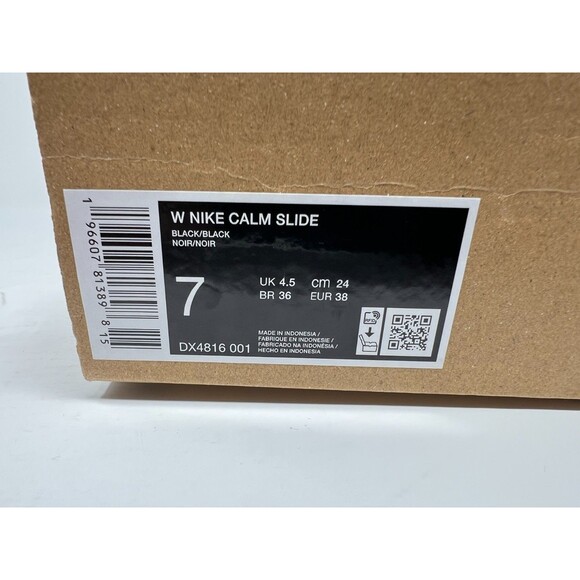 W NIKE CALM SLIDE
BLACK/BLACK
NOIR/NOIR
7
UK 4.5 cm 24
BR 36 EUR 38
MADE IN INDONESIA /
FABRIQUE EN INDONESIE /
FABRICADO NA INDONÉSIA /
HECHO EN INDONESIA
DX4816 001
1 96607 81389 8 15